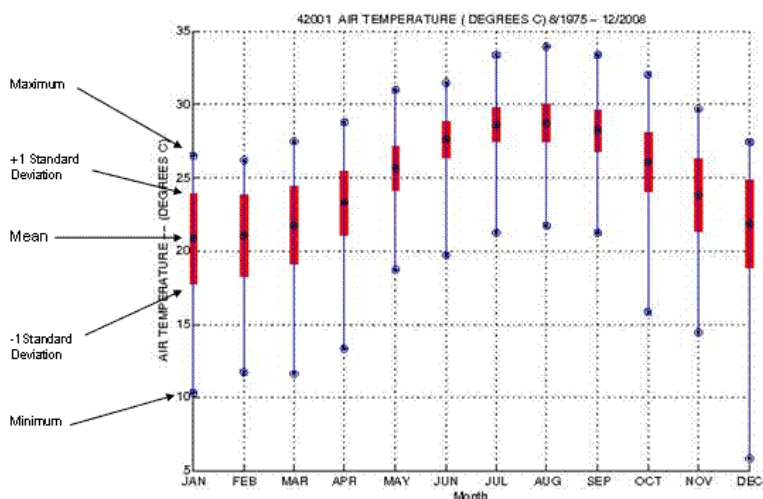 42001 AIR TEMPERATURE ( DEGREES C) 8/1975 – 12/2008
Maximum
+1 Standard
Deviation
Mean
-1Standard
Deviation
Minimum
AIR TEMPERATURE –– (DEGREES C)
35
30
25
20
15
10
5
JAN FEB MAR APR MAY JUN JUL AUG SEP OCT NOV DEC
Month